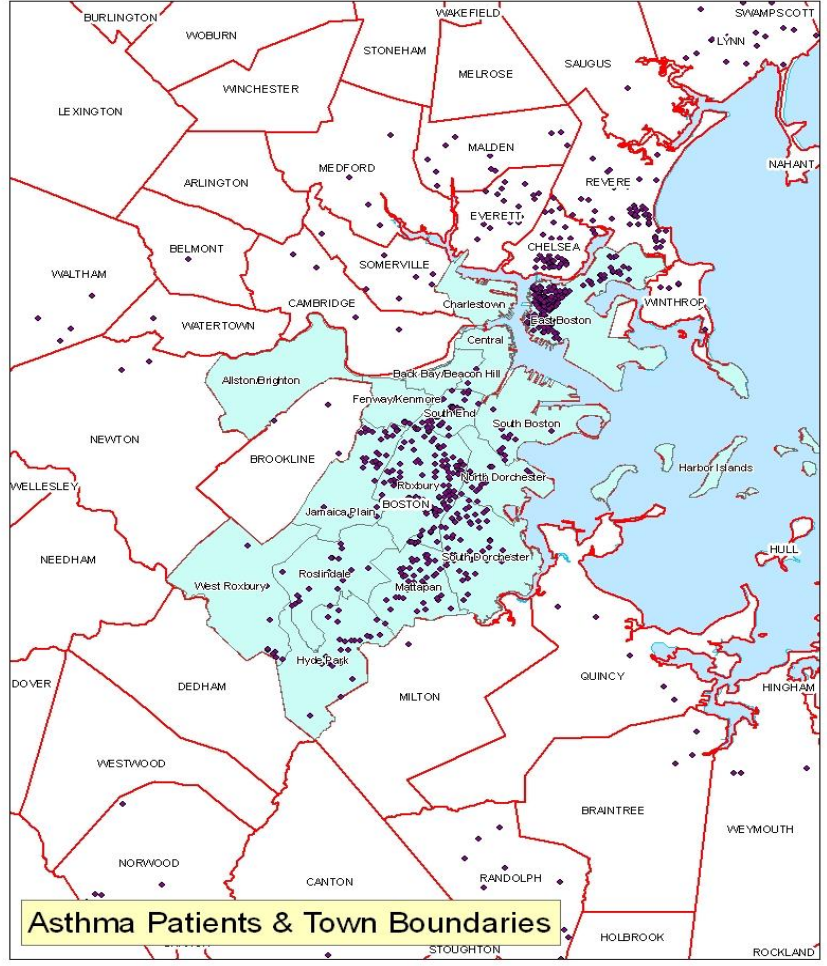 BURLINGTON
WAKEFIELD
SWAMPSCOTT
WOBURN
STONEHAM
LYNN
SAUGUS
MELROSE
WINCHESTER
LEXINGTON
MALDEN
MEDFORD
NAHANT
ARLINGTON
REVERE
EVERETT
BELMONT
CHELSEA
SOMERVILLE
WALTHAM
CAMBRIDGE
Charlestown
WINTHROP
WATERTOWN
East Boston
Central
Back Bay/Beacon Hill
Allston/Brighton
Fenway/Kenmore
South End
South Boston
NEWTON
BROOKLINE
Harbor Islands
North Dorchester
WELLESLEY
Roxbury
BOSTON
Jamaica Plain
HULL
NEEDHAM
South Dorchester
Roslindale
West Roxbury
Mattapan
Hyde Park
QUINCY
DOVER
DEDHAM
HINGHAM
MILTON
WESTWOOD
BRAINTREE
WEYMOUTH
NORWOOD
RANDOLPH
CANTON
Asthma Patients & Town Boundaries
HOLBROOK
STOUGHTON
ROCKLAND